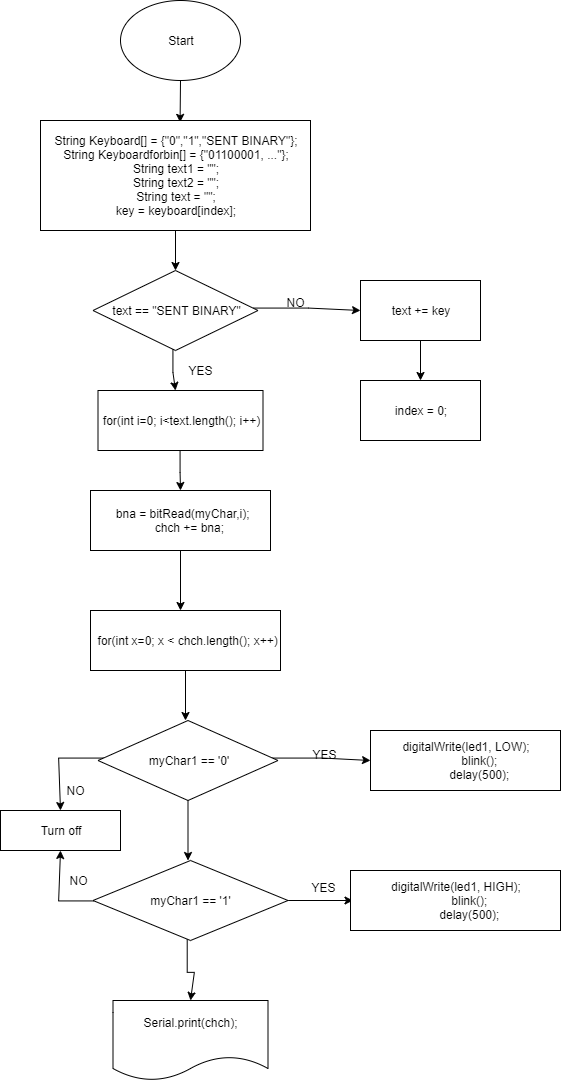 Start
String Keyboard[] = {"0","1","SENT BINARY"};
String Keyboardforbin[] = {"01100001, ..."};
String text1 = "";
String text2 = "";
String text = "";
key = keyboard[index];
text == "SENT BINARY"
NO
text += key
YES
index = 0;
for(int i=0; i<text.length(); i++)
bna = bitRead(myChar,i);
chch += bna;
for(int x=0; x < chch.length(); x++)
myChar1 == '0'
YES
digitalWrite(led1, LOW);
blink();
delay(500);
NO
Turn off
NO
myChar1 == '1'
YES
digitalWrite(led1, HIGH);
blink();
delay(500);
Serial.print(chch);